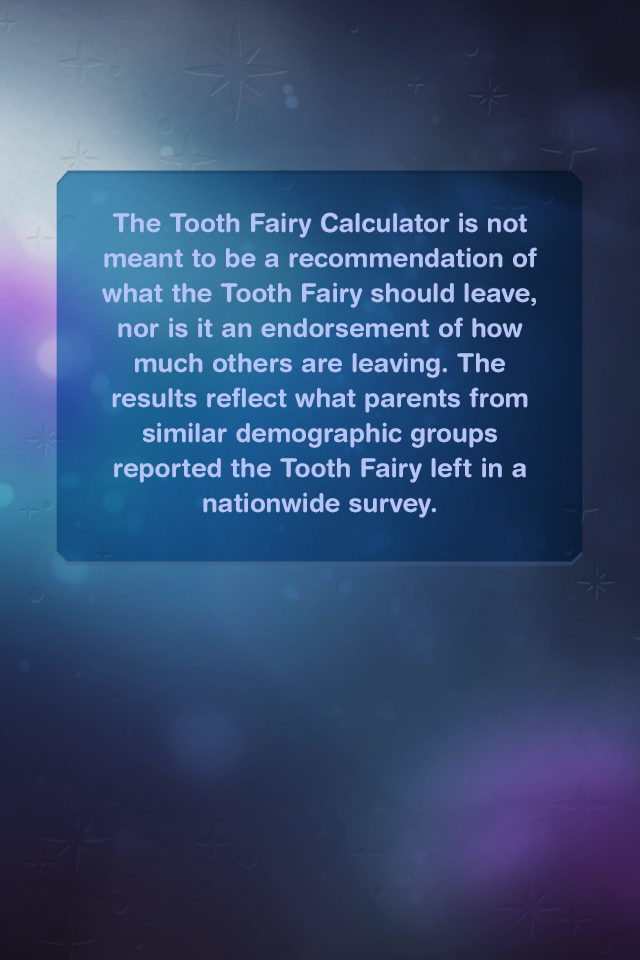 The Tooth Fairy Calculator is not
meant to be a recommendation of
what the Tooth Fairy should leave,
nor is it an endorsement of how
much others are leaving. The
results reflect what parents from
similar demographic groups
reported the Tooth Fairy left in a
nationwide survey.